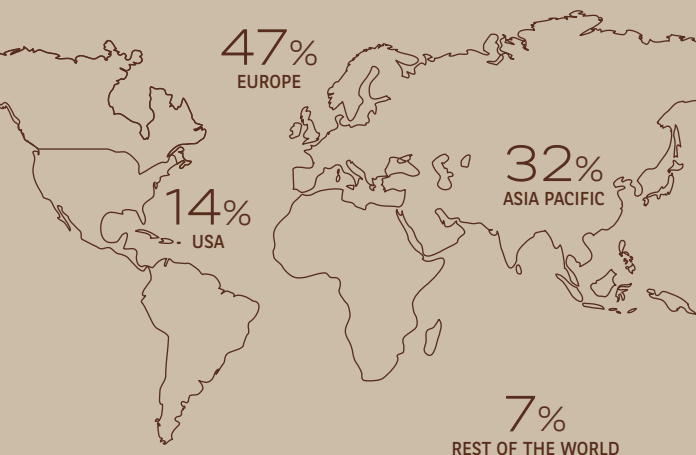 47%
EUROPE
32%
ASIA PACIFIC
14%
USA
7%
REST OF THE WORLD